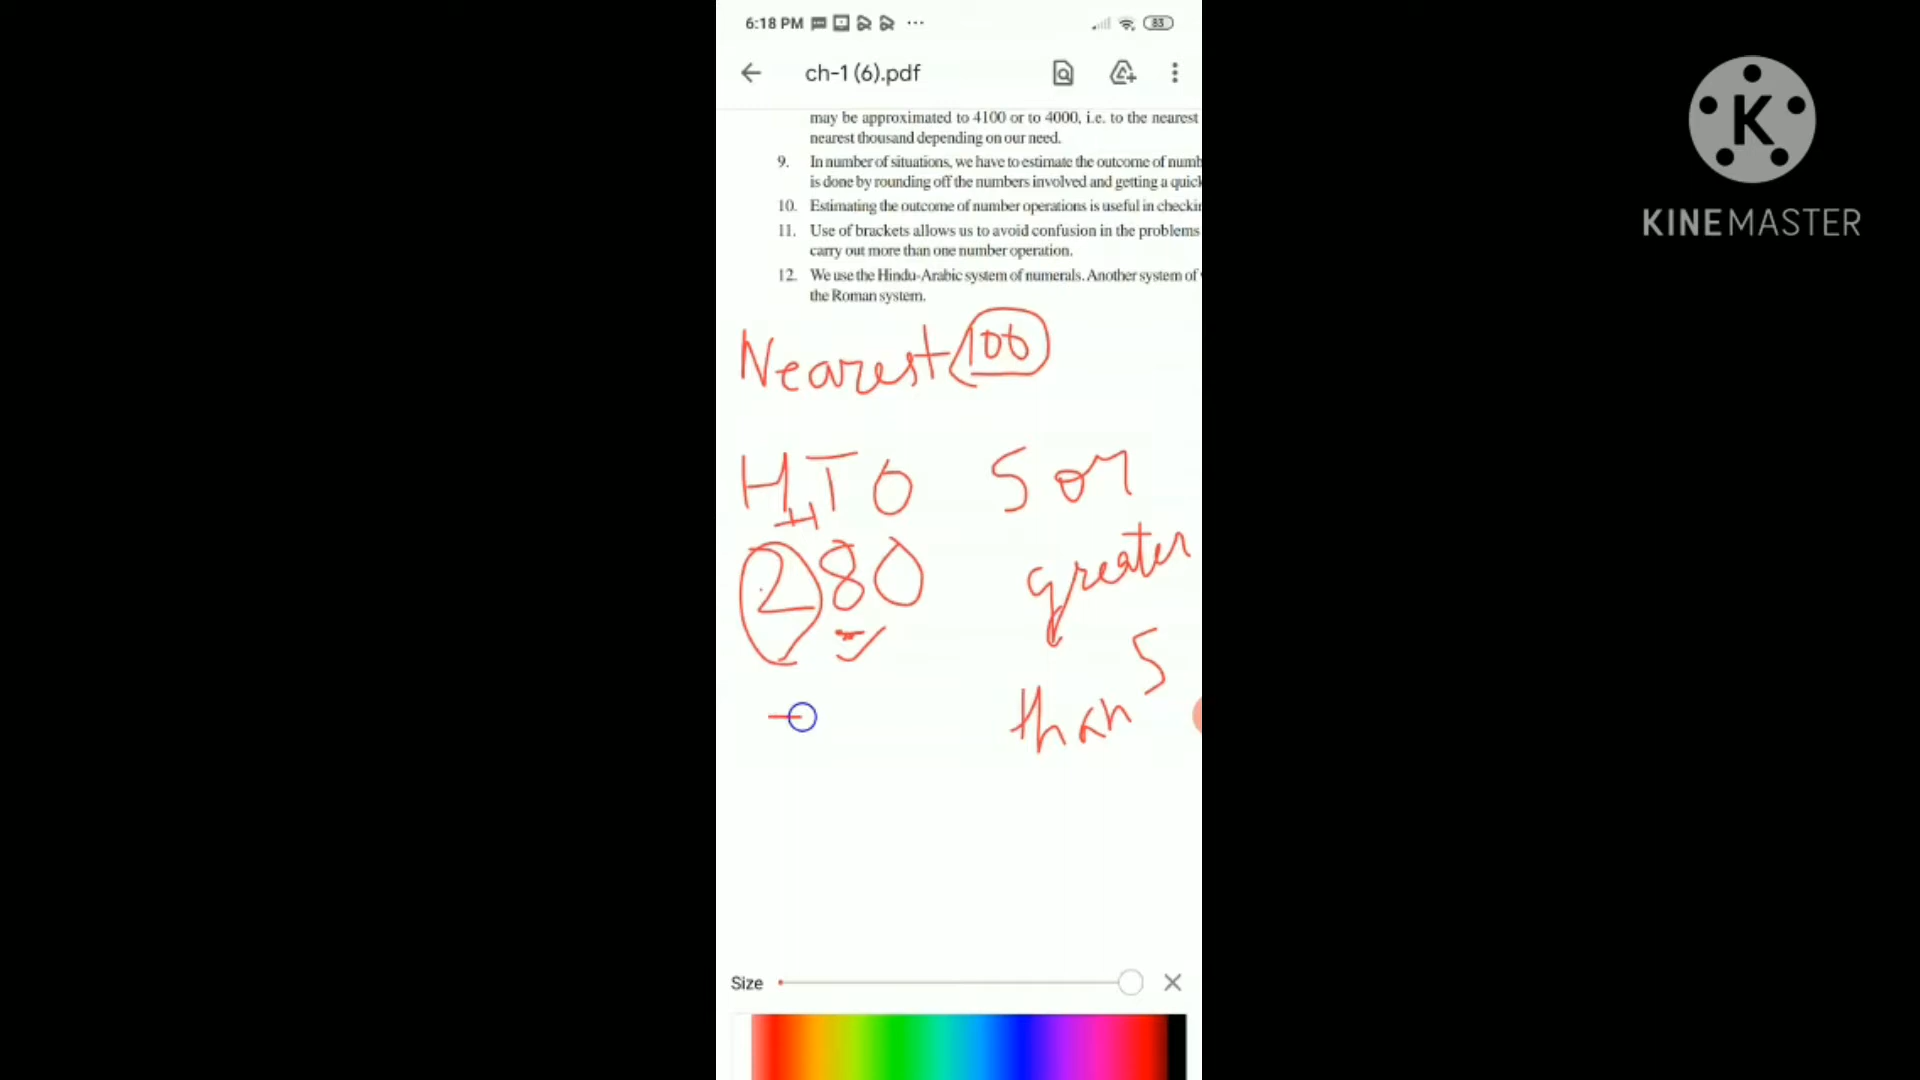 6:18 PM
83
ch-1 (6).pdf
may be approximated to 4100 or to 4000, i.e. to the nearest
nearest thousand depending on our need.
9. In number of situations, we have to estimate the outcome of numb
is done by rounding off the numbers involved and getting a quick
10. Estimating the outcome of number operations is useful in checkin
11. Use of brackets allows us to avoid confusion in the problems
carry out more than one number operation.
12. We use the Hindu-Arabic system of numerals. Another system of
the Roman system.
Nearest 100
H T O 5 or
+1
280 greater
than 5
Size
K
KINEMASTER